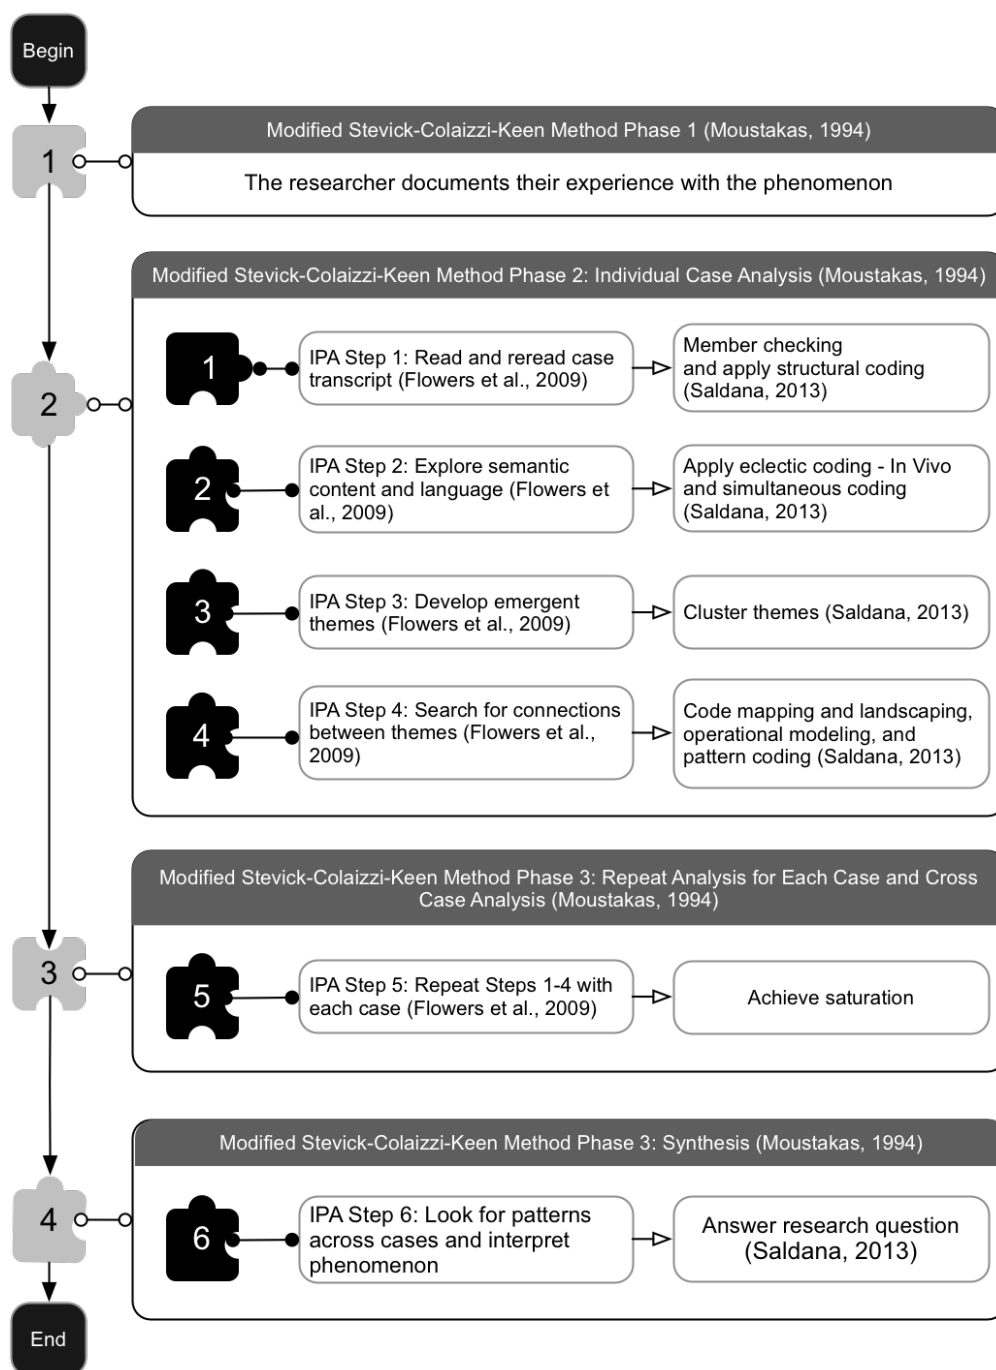 Begin
1
Modified Stevick-Colaizzi-Keen Method Phase 1 (Moustakas, 1994)
The researcher documents their experience with the phenomenon
2
Modified Stevick-Colaizzi-Keen Method Phase 2: Individual Case Analysis (Moustakas, 1994)
1
IPA Step 1: Read and reread case
transcript (Flowers et al., 2009)
Member checking
and apply structural coding
(Saldana, 2013)
2
IPA Step 2: Explore semantic
content and language (Flowers et
al., 2009)
Apply eclectic coding - In Vivo
and simultaneous coding
(Saldana, 2013)
3
IPA Step 3: Develop emergent
themes (Flowers et al., 2009)
Cluster themes (Saldana, 2013)
4
IPA Step 4: Search for connections
between themes (Flowers et al.,
2009)
Code mapping and landscaping,
operational modeling, and
pattern coding (Saldana, 2013)
3
Modified Stevick-Colaizzi-Keen Method Phase 3: Repeat Analysis for Each Case and Cross
Case Analysis (Moustakas, 1994)
5
IPA Step 5: Repeat Steps 1-4 with
each case (Flowers et al., 2009)
Achieve saturation
4
Modified Stevick-Colaizzi-Keen Method Phase 3: Synthesis (Moustakas, 1994)
6
IPA Step 6: Look for patterns
across cases and interpret
phenomenon
Answer research question
(Saldana, 2013)
End